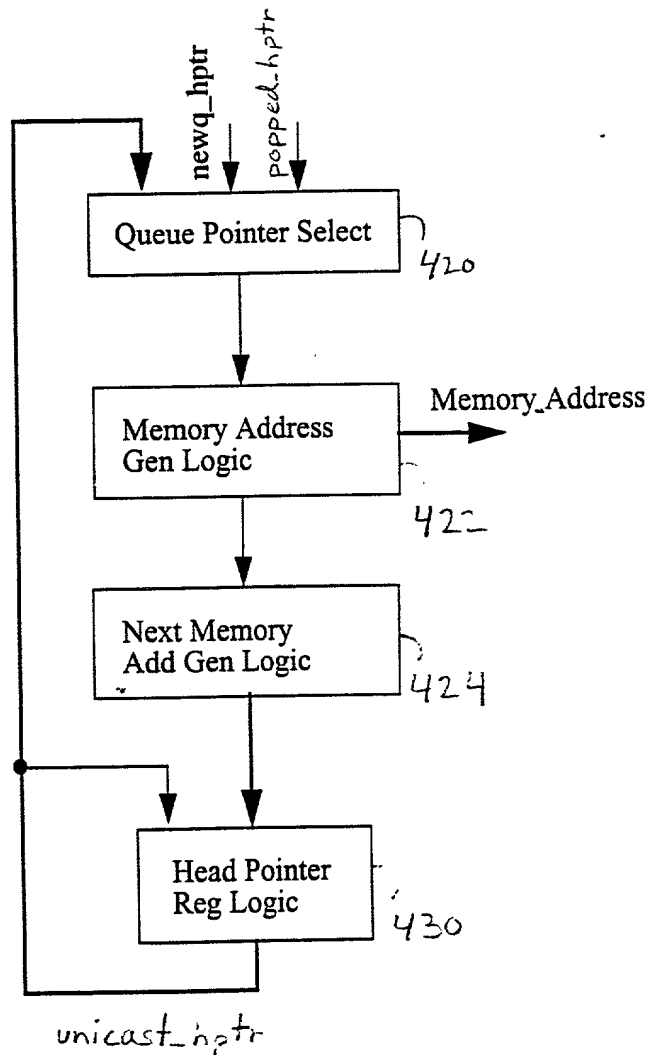 newq_hptr
popped_hptr
Queue Pointer Select
420
Memory Address
Gen Logic
Memory_Address
422
Next Memory
Add Gen Logic
424
Head Pointer
Reg Logic
430
unicast_hptr